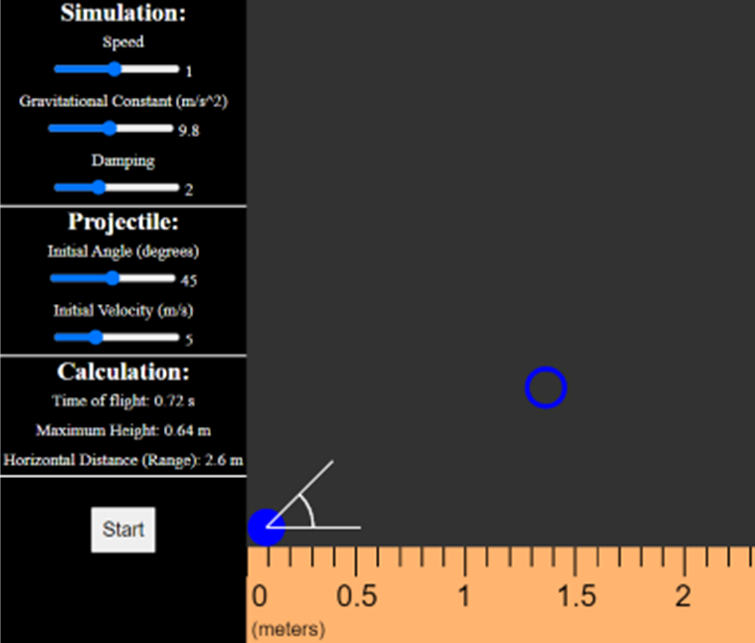 Simulation:
Speed
1
Gravitational Constant (m/s^2)
9.8
Damping
2
Projectile:
Initial Angle (degrees)
45
Initial Velocity (m/s)
5
Calculation:
Time of flight: 0.72 s
Maximum Height: 0.64 m
Horizontal Distance (Range): 2.6 m
Start
0 0.5 1 1.5 2
(meters)